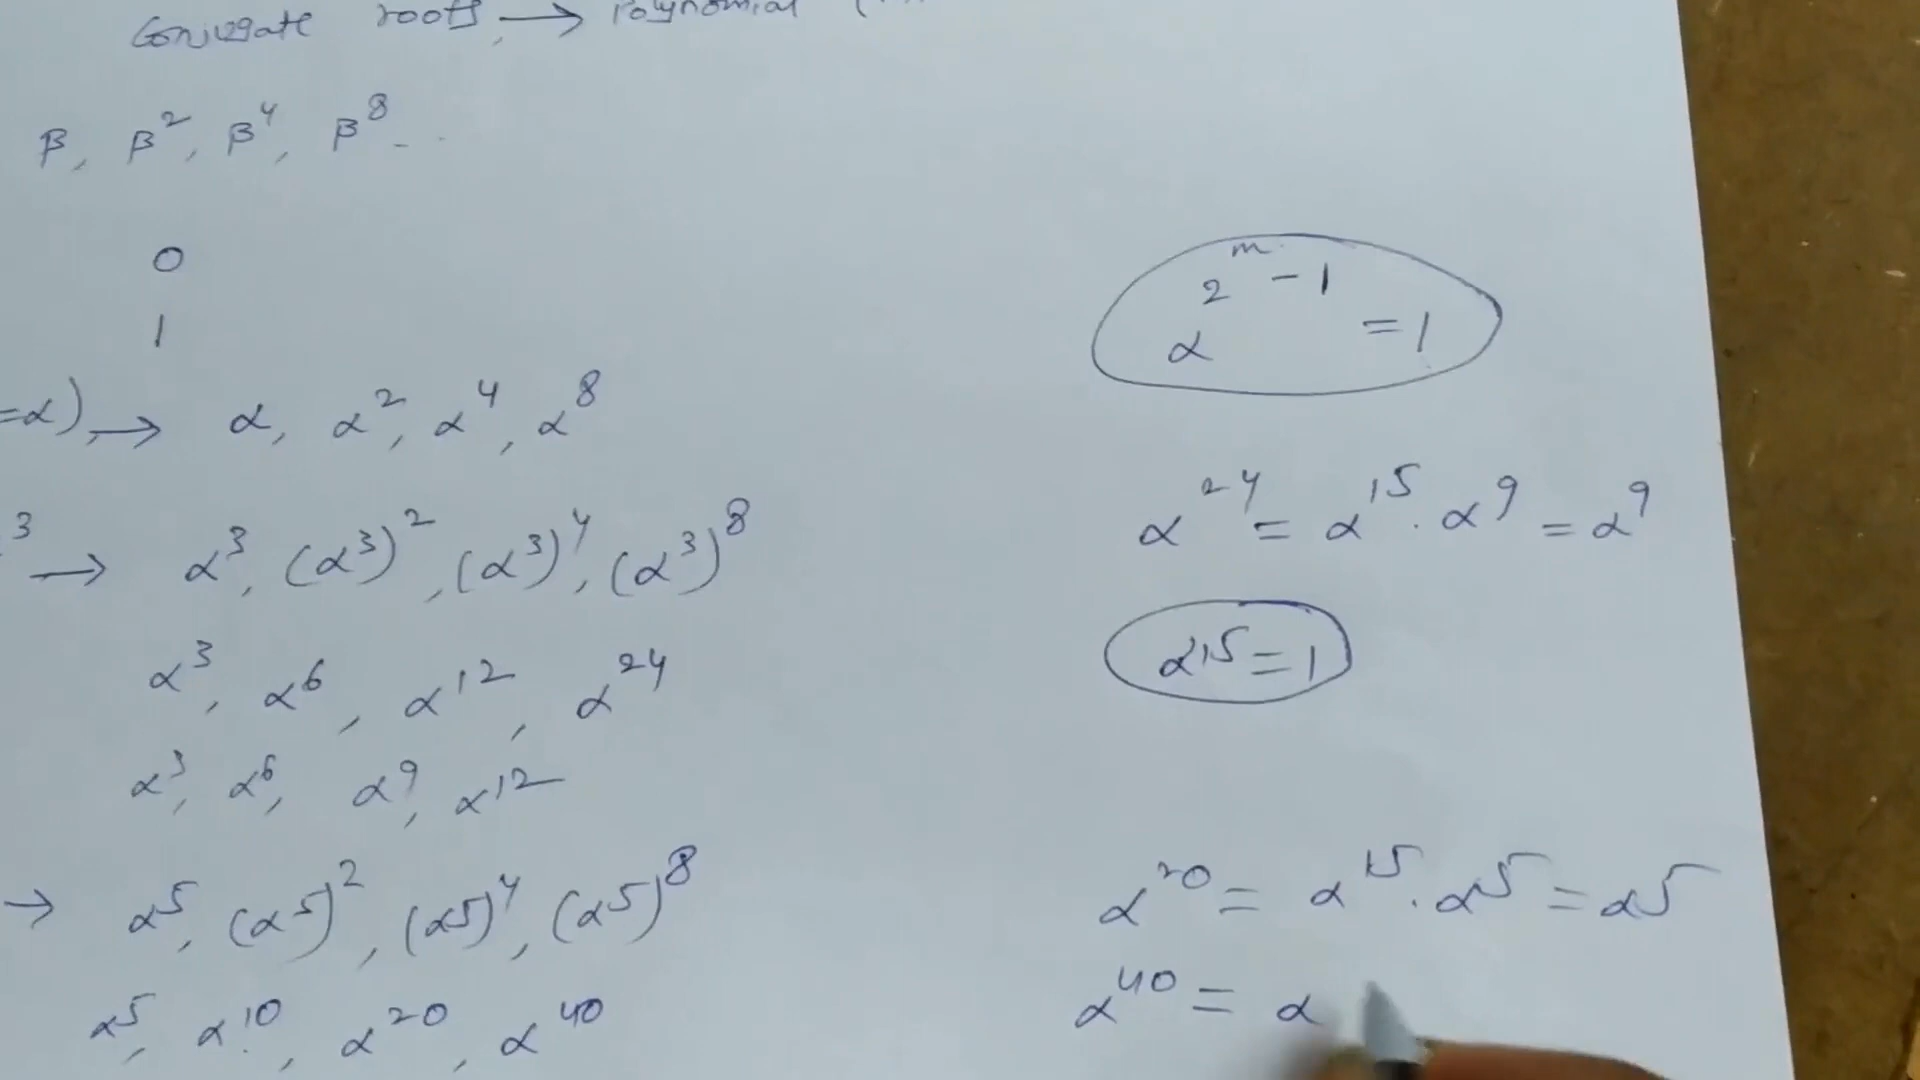 Conjugate roots → Polynomial
β, β², β⁴, β⁸ - ..
0
1
=α), → α, α², α⁴, α⁸
3 → α³, (α³)², (α³)⁴, (α³)⁸
α³, α⁶, α¹², α²⁴
α³, α⁶, α⁹, α¹²
→ α⁵, (α⁵)², (α⁵)⁴, (α⁵)⁸
α⁵, α¹⁰, α²⁰, α⁴⁰
α^(2^m - 1) = 1
α²⁴ = α¹⁵ . α⁹ = α⁹
α¹⁵ = 1
α²⁰ = α¹⁵ . α⁵ = α⁵
α⁴⁰ = α